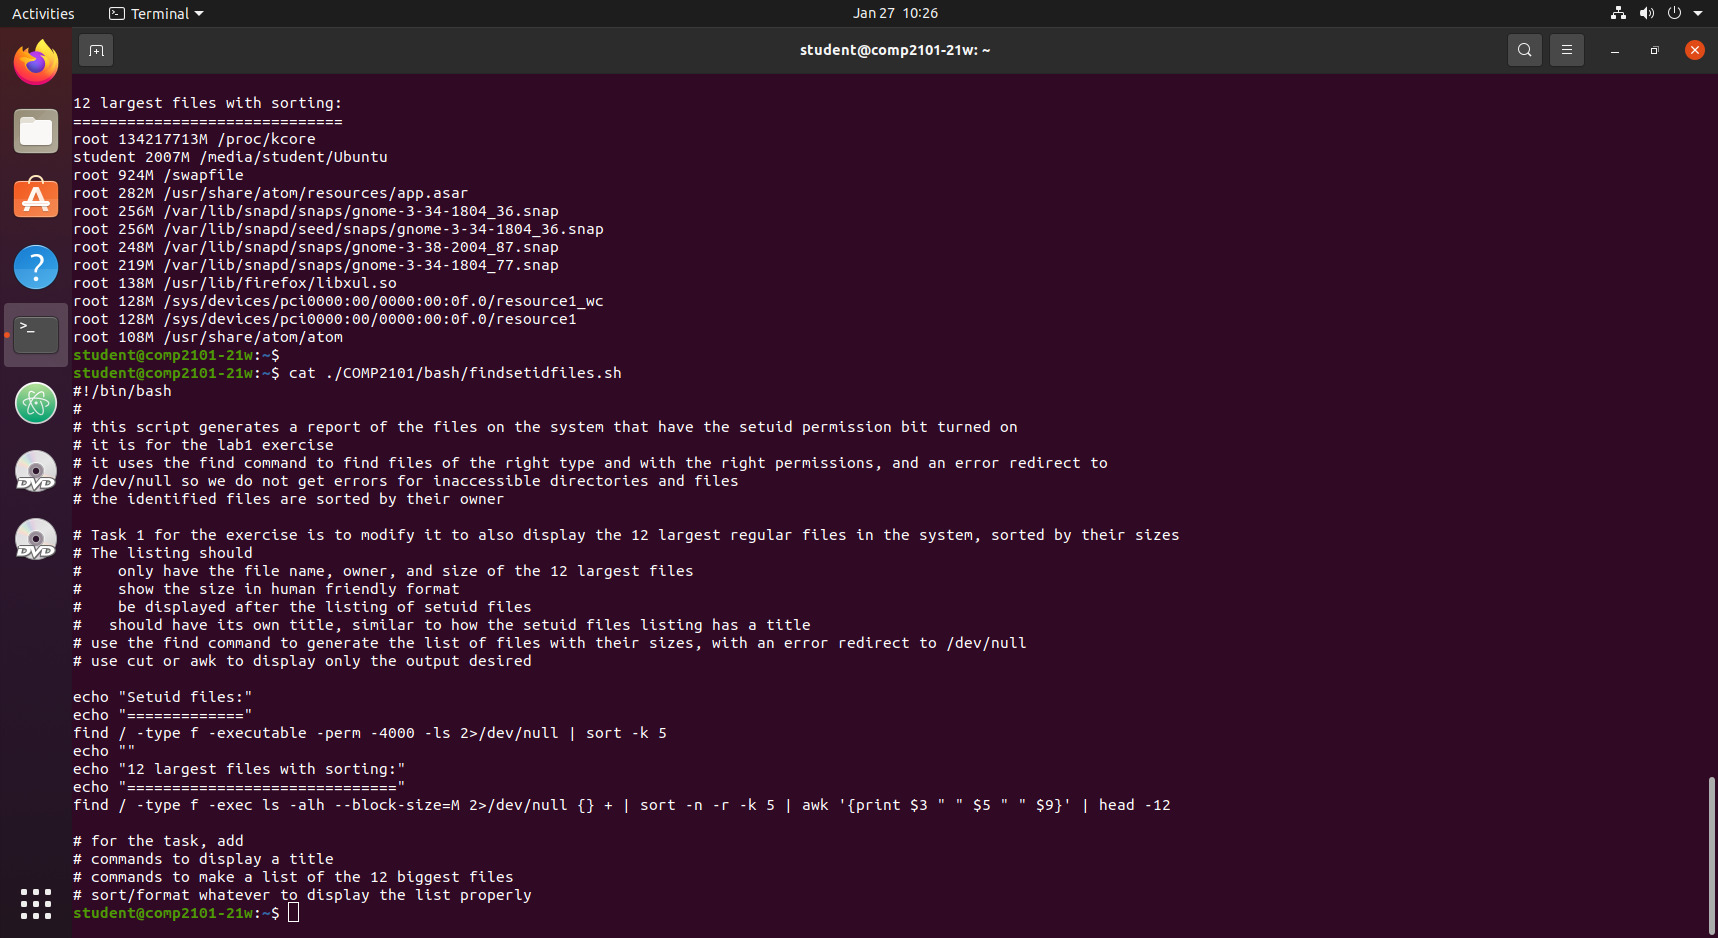 Activities Terminal Jan 27 10:26
student@comp2101-21w: ~
12 largest files with sorting:
==============================
root 134217713M /proc/kcore
student 2007M /media/student/Ubuntu
root 924M /swapfile
root 282M /usr/share/atom/resources/app.asar
root 256M /var/lib/snapd/snaps/gnome-3-34-1804_36.snap
root 256M /var/lib/snapd/seed/snaps/gnome-3-34-1804_36.snap
root 248M /var/lib/snapd/snaps/gnome-3-38-2004_87.snap
root 219M /var/lib/snapd/snaps/gnome-3-34-1804_77.snap
root 138M /usr/lib/firefox/libxul.so
root 128M /sys/devices/pci0000:00/0000:00:0f.0/resource1_wc
root 128M /sys/devices/pci0000:00/0000:00:0f.0/resource1
root 108M /usr/share/atom/atom
student@comp2101-21w:~$
student@comp2101-21w:~$ cat ./COMP2101/bash/findsetidfiles.sh
#!/bin/bash
#
# this script generates a report of the files on the system that have the setuid permission bit turned on
# it is for the lab1 exercise
# it uses the find command to find files of the right type and with the right permissions, and an error redirect to
# /dev/null so we do not get errors for inaccessible directories and files
# the identified files are sorted by their owner
# Task 1 for the exercise is to modify it to also display the 12 largest regular files in the system, sorted by their sizes
# The listing should
#    only have the file name, owner, and size of the 12 largest files
#    show the size in human friendly format
#    be displayed after the listing of setuid files
#   should have its own title, similar to how the setuid files listing has a title
# use the find command to generate the list of files with their sizes, with an error redirect to /dev/null
# use cut or awk to display only the output desired
echo "Setuid files:"
echo "============="
find / -type f -executable -perm -4000 -ls 2>/dev/null | sort -k 5
echo ""
echo "12 largest files with sorting:"
echo "=============================="
find / -type f -exec ls -alh --block-size=M 2>/dev/null {} + | sort -n -r -k 5 | awk '{print $3 " " $5 " " $9}' | head -12
# for the task, add
# commands to display a title
# commands to make a list of the 12 biggest files
# sort/format whatever to display the list properly
student@comp2101-21w:~$
DVD
DVD